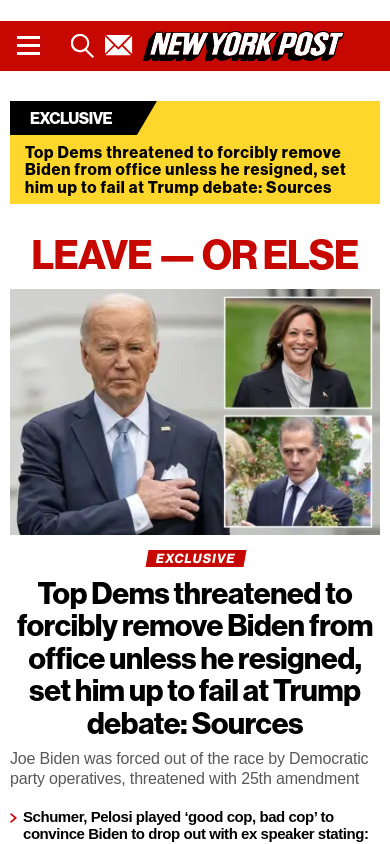 NEW YORK POST
EXCLUSIVE
Top Dems threatened to forcibly remove
Biden from office unless he resigned, set
him up to fail at Trump debate: Sources
LEAVE — OR ELSE
EXCLUSIVE
Top Dems threatened to
forcibly remove Biden from
office unless he resigned,
set him up to fail at Trump
debate: Sources
Joe Biden was forced out of the race by Democratic
party operatives, threatened with 25th amendment
Schumer, Pelosi played ‘good cop, bad cop’ to
convince Biden to drop out with ex speaker stating: